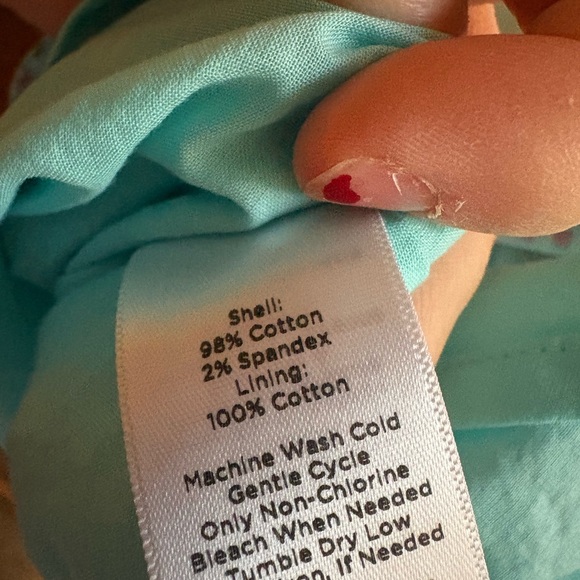 Shell:
98% Cotton
2% Spandex
Lining:
100% Cotton
Machine Wash Cold
Gentle Cycle
Only Non-Chlorine
Bleach When Needed
Tumble Dry Low
If Needed